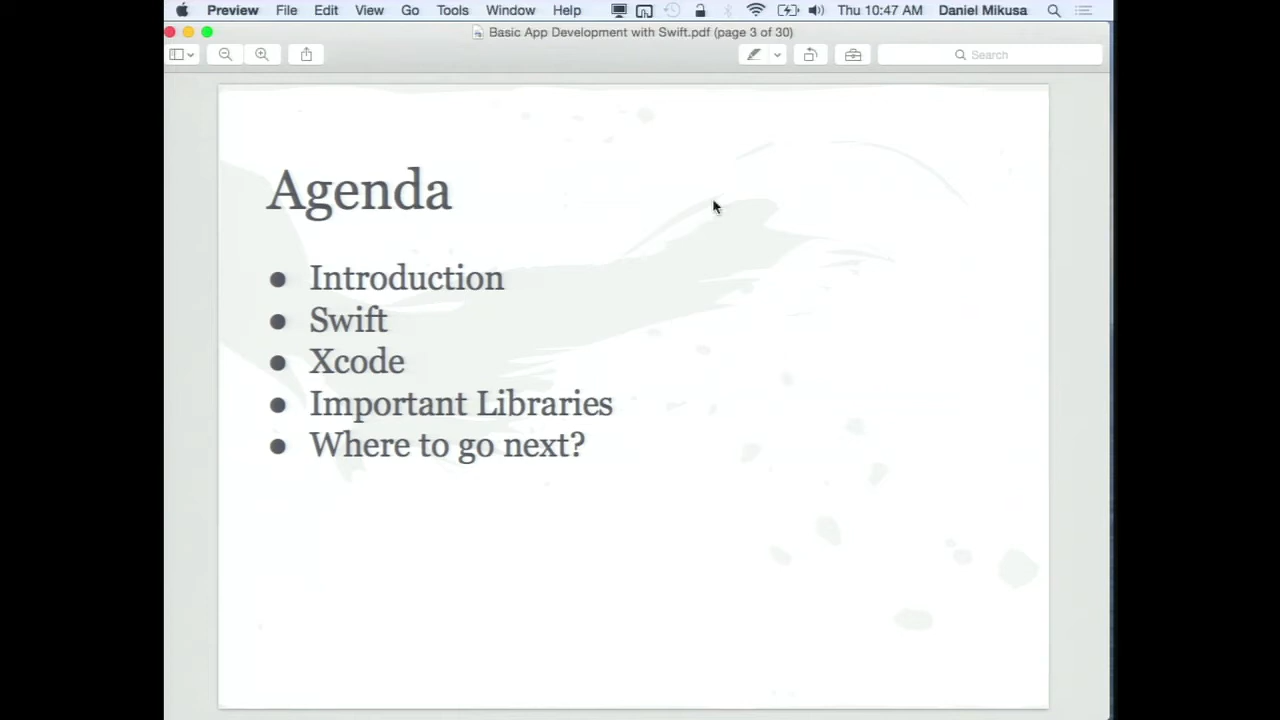 Preview File Edit View Go Tools Window Help Thu 10:47 AM Daniel Mikusa
Basic App Development with Swift.pdf (page 3 of 30)
Search
Agenda
● Introduction
● Swift
● Xcode
● Important Libraries
● Where to go next?